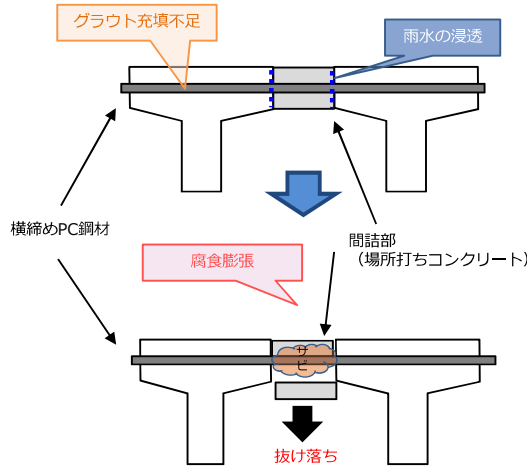 グラウト充填不足
雨水の浸透
横締めPC鋼材
間詰部
（場所打ちコンクリート）
腐食膨張
サビ
抜け落ち